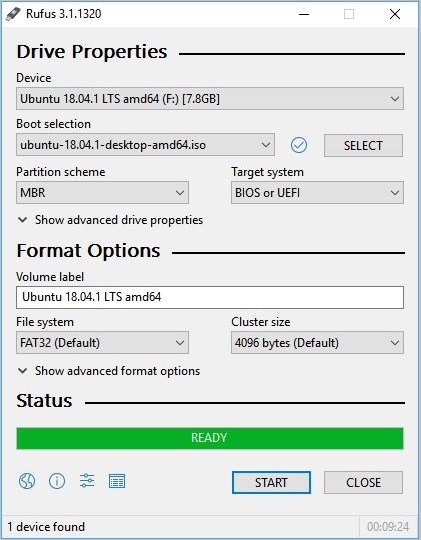 Rufus 3.1.1320
Drive Properties
Device
Ubuntu 18.04.1 LTS amd64 (F:) [7.8GB]
Boot selection
ubuntu-18.04.1-desktop-amd64.iso
SELECT
Partition scheme
Target system
MBR
BIOS or UEFI
Show advanced drive properties
Format Options
Volume label
Ubuntu 18.04.1 LTS amd64
File system
Cluster size
FAT32 (Default)
4096 bytes (Default)
Show advanced format options
Status
READY
START
CLOSE
1 device found
00:09:24